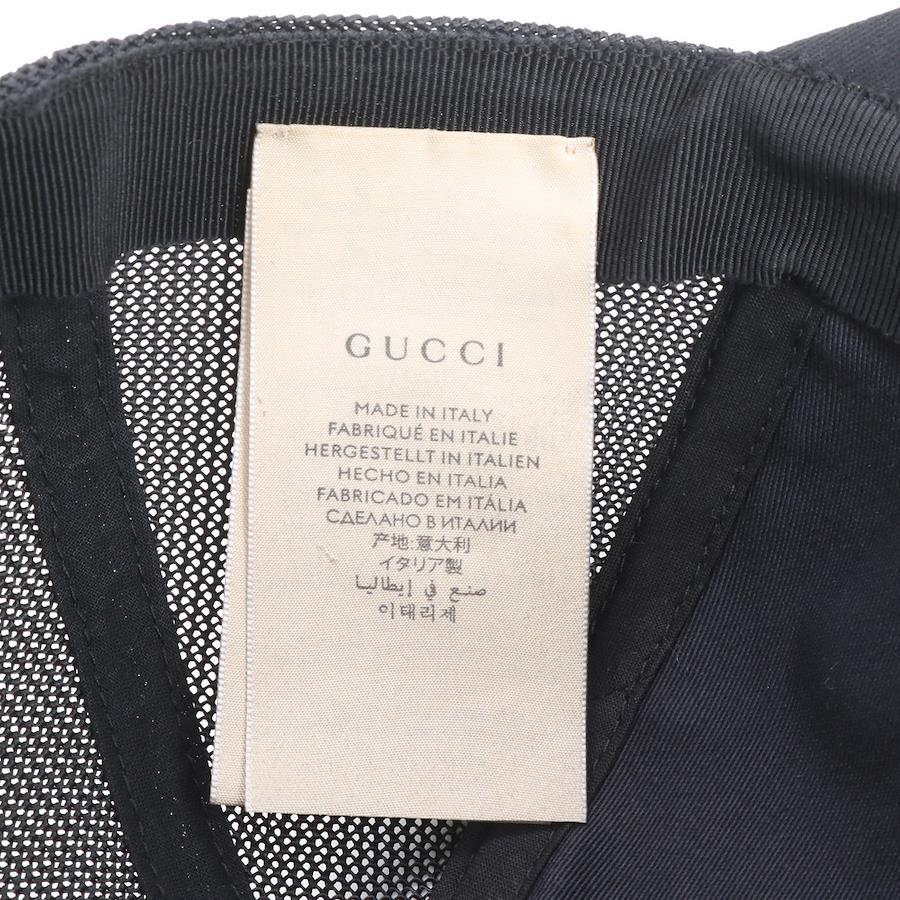 GUCCI
MADE IN ITALY
FABRIQUÉ EN ITALIE
HERGESTELLT IN ITALIEN
HECHO EN ITALIA
FABRICADO EM ITÁLIA
СДЕЛАНО В ИТАЛИИ
产地:意大利
イタリア製
صنع في إيطاليا
이태리제